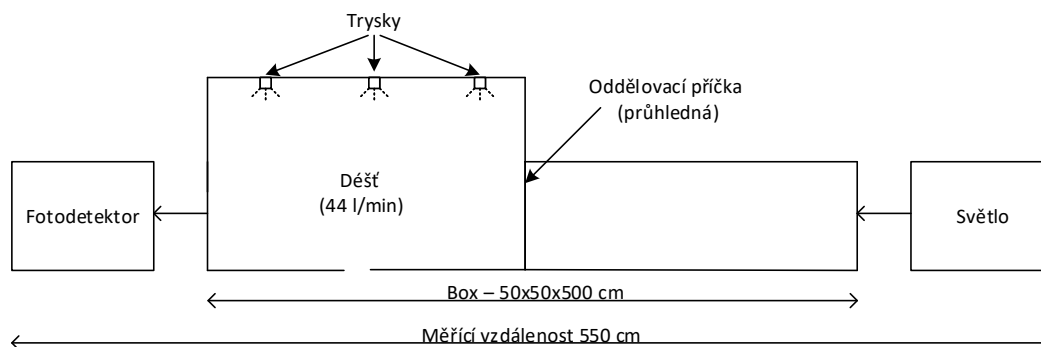 Trysky
Oddělovací příčka
(průhledná)
Déšť
(44 l/min)
Fotodetektor
Světlo
Box – 50x50x500 cm
Měřící vzdálenost 550 cm